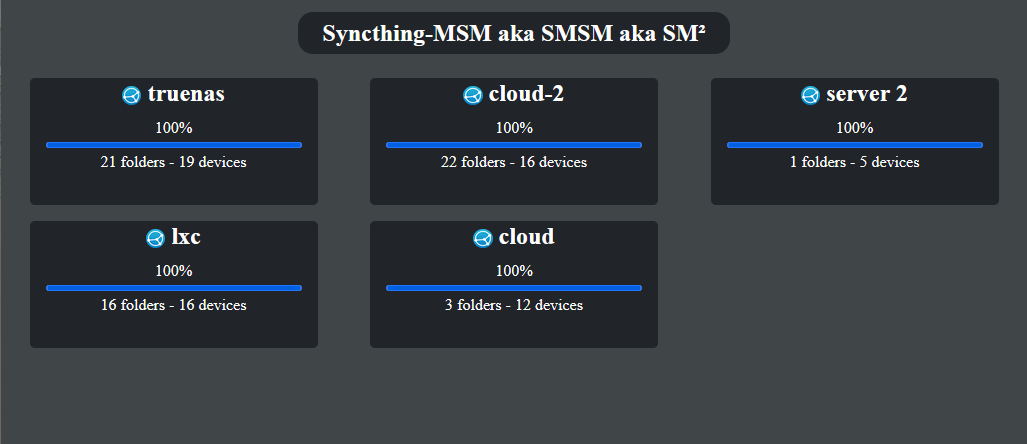 Syncthing-MSM aka SMSM aka SM²
truenas
100%
21 folders - 19 devices
cloud-2
100%
22 folders - 16 devices
server 2
100%
1 folders - 5 devices
lxc
100%
16 folders - 16 devices
cloud
100%
3 folders - 12 devices